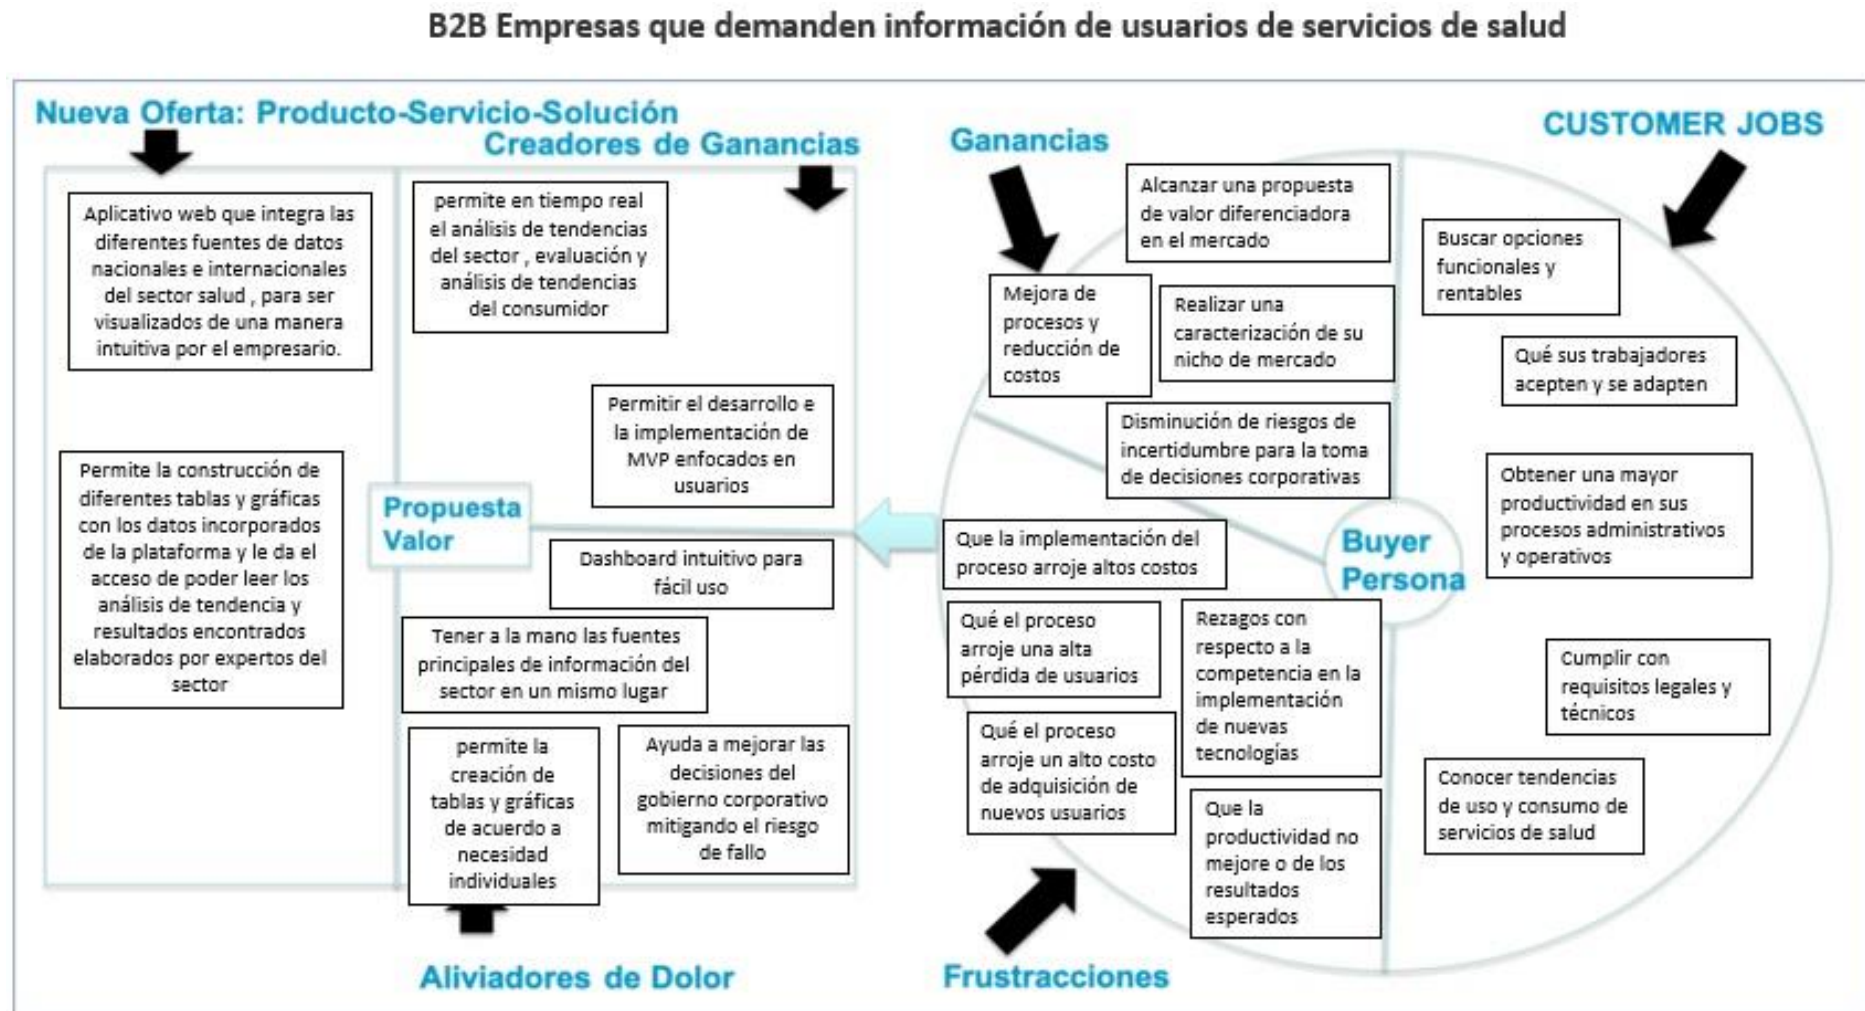 B2B Empresas que demanden información de usuarios de servicios de salud
Nueva Oferta: Producto-Servicio-Solución
Creadores de Ganancias
Aplicativo web que integra las
diferentes fuentes de datos
nacionales e internacionales
del sector salud , para ser
visualizados de una manera
intuitiva por el empresario.
Permite la construcción de
diferentes tablas y gráficas
con los datos incorporados
de la plataforma y le da el
acceso de poder leer los
análisis de tendencia y
resultados encontrados
elaborados por expertos del
sector
permite en tiempo real
el análisis de tendencias
del sector , evaluación y
análisis de tendencias
del consumidor
Permitir el desarrollo e
la implementación de
MVP enfocados en
usuarios
Propuesta
Valor
Dashboard intuitivo para
fácil uso
Tener a la mano las fuentes
principales de información del
sector en un mismo lugar
permite la
creación de
tablas y gráficas
de acuerdo a
necesidad
individuales
Ayuda a mejorar las
decisiones del
gobierno corporativo
mitigando el riesgo
de fallo
Aliviadores de Dolor
Ganancias
Alcanzar una propuesta
de valor diferenciadora
en el mercado
Mejora de
procesos y
reducción de
costos
Realizar una
caracterización de su
nicho de mercado
Disminución de riesgos de
incertidumbre para la toma
de decisiones corporativas
Buyer
Persona
Que la implementación del
proceso arroje altos costos
Qué el proceso
arroje una alta
pérdida de usuarios
Rezagos con
respecto a la
competencia en la
implementación
de nuevas
tecnologías
Qué el proceso
arroje un alto costo
de adquisición de
nuevos usuarios
Que la
productividad no
mejore o de los
resultados
esperados
Frustracciones
CUSTOMER JOBS
Buscar opciones
funcionales y
rentables
Qué sus trabajadores
acepten y se adapten
Obtener una mayor
productividad en sus
procesos administrativos
y operativos
Cumplir con
requisitos legales y
técnicos
Conocer tendencias
de uso y consumo de
servicios de salud